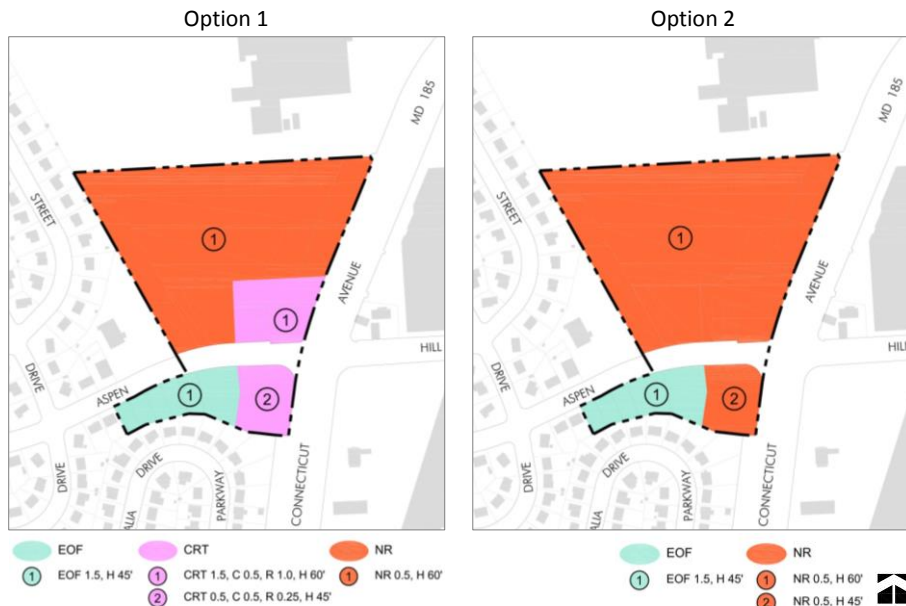 Option 1
Option 2
MD 185
STREET
1
AVENUE
1
HILL
DRIVE
ASPEN
1
2
DRIVE
DRIVE
ALIA
PARKWAY
CONNECTICUT
MD 185
STREET
1
AVENUE
HILL
DRIVE
ASPEN
1
2
DRIVE
DRIVE
ALIA
PARKWAY
CONNECTICUT
EOF CRT NR
1 EOF 1.5, H 45' 1 CRT 1.5, C 0.5, R 1.0, H 60' 1 NR 0.5, H 60'
2 CRT 0.5, C 0.5, R 0.25, H 45'
EOF NR
1 EOF 1.5, H 45' 1 NR 0.5, H 60'
2 NR 0.5, H 45'